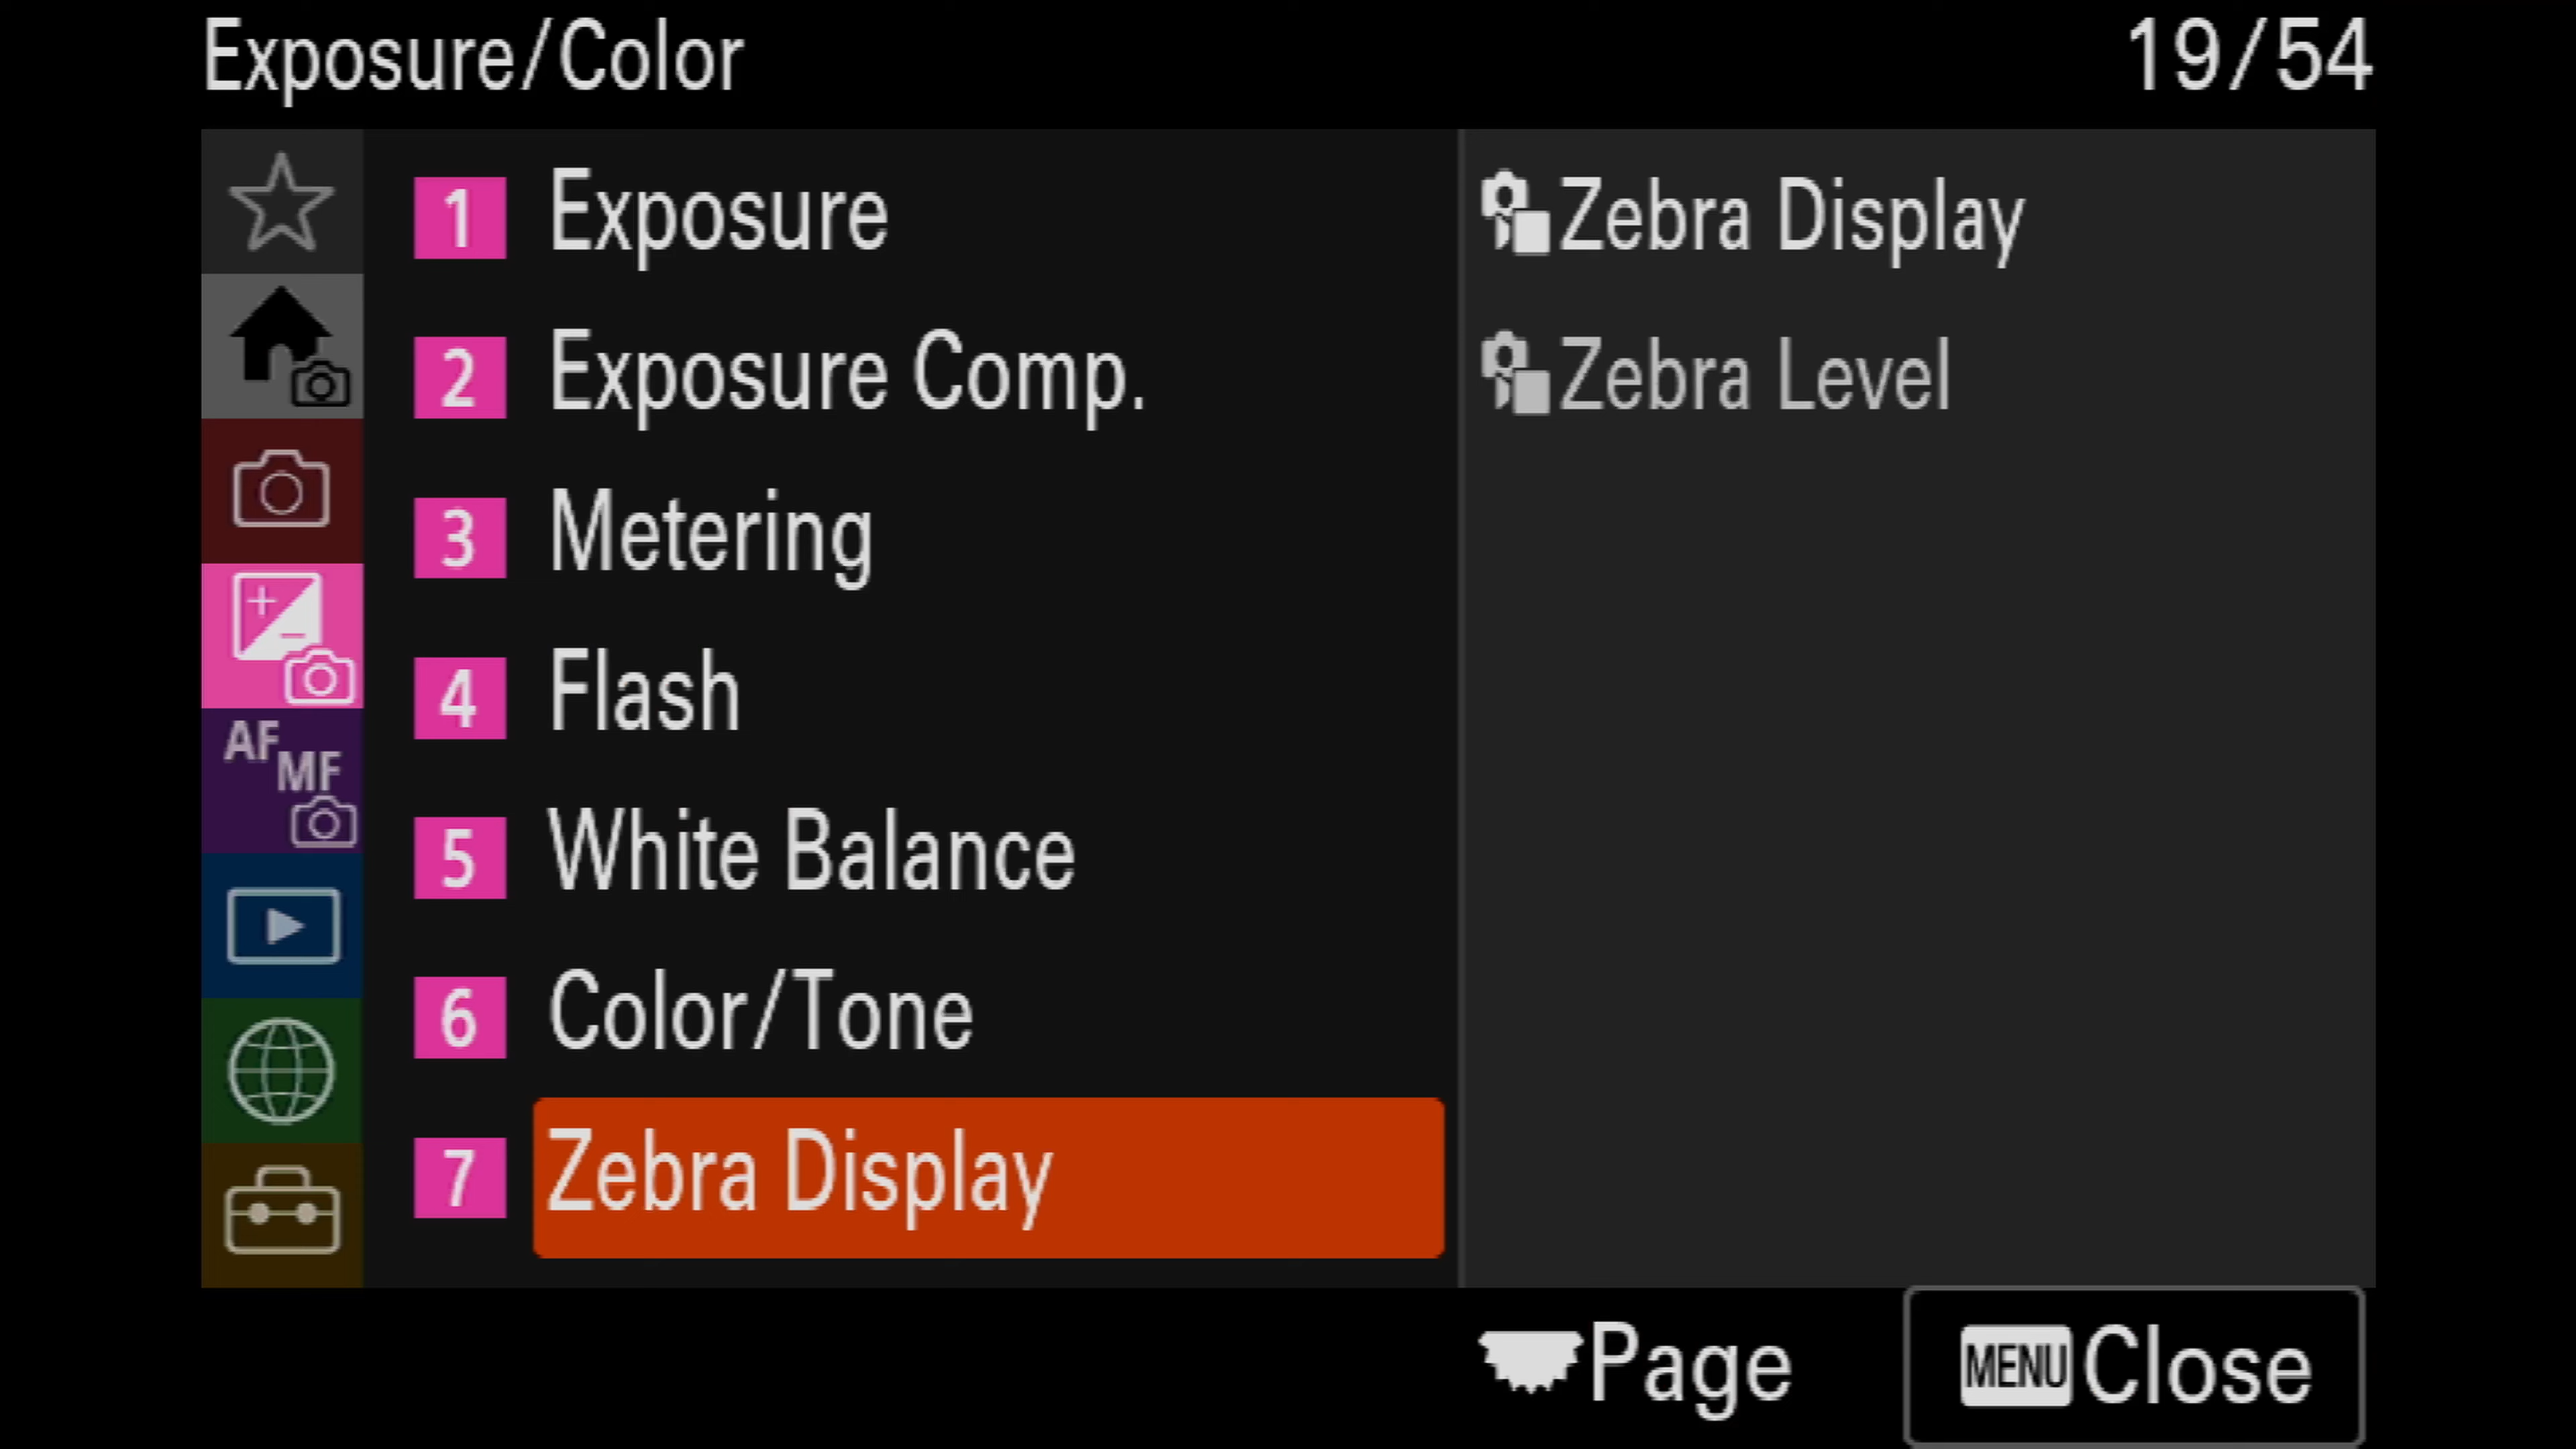 Exposure/Color 19/54
1 Exposure
2 Exposure Comp.
3 Metering
4 Flash
5 White Balance
6 Color/Tone
7 Zebra Display
Zebra Display
Zebra Level
AF
MF
Page
MENU Close